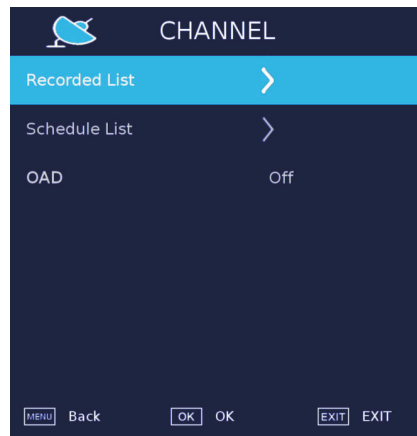 CHANNEL
Recorded List
Schedule List
OAD Off
MENU Back OK OK EXIT EXIT